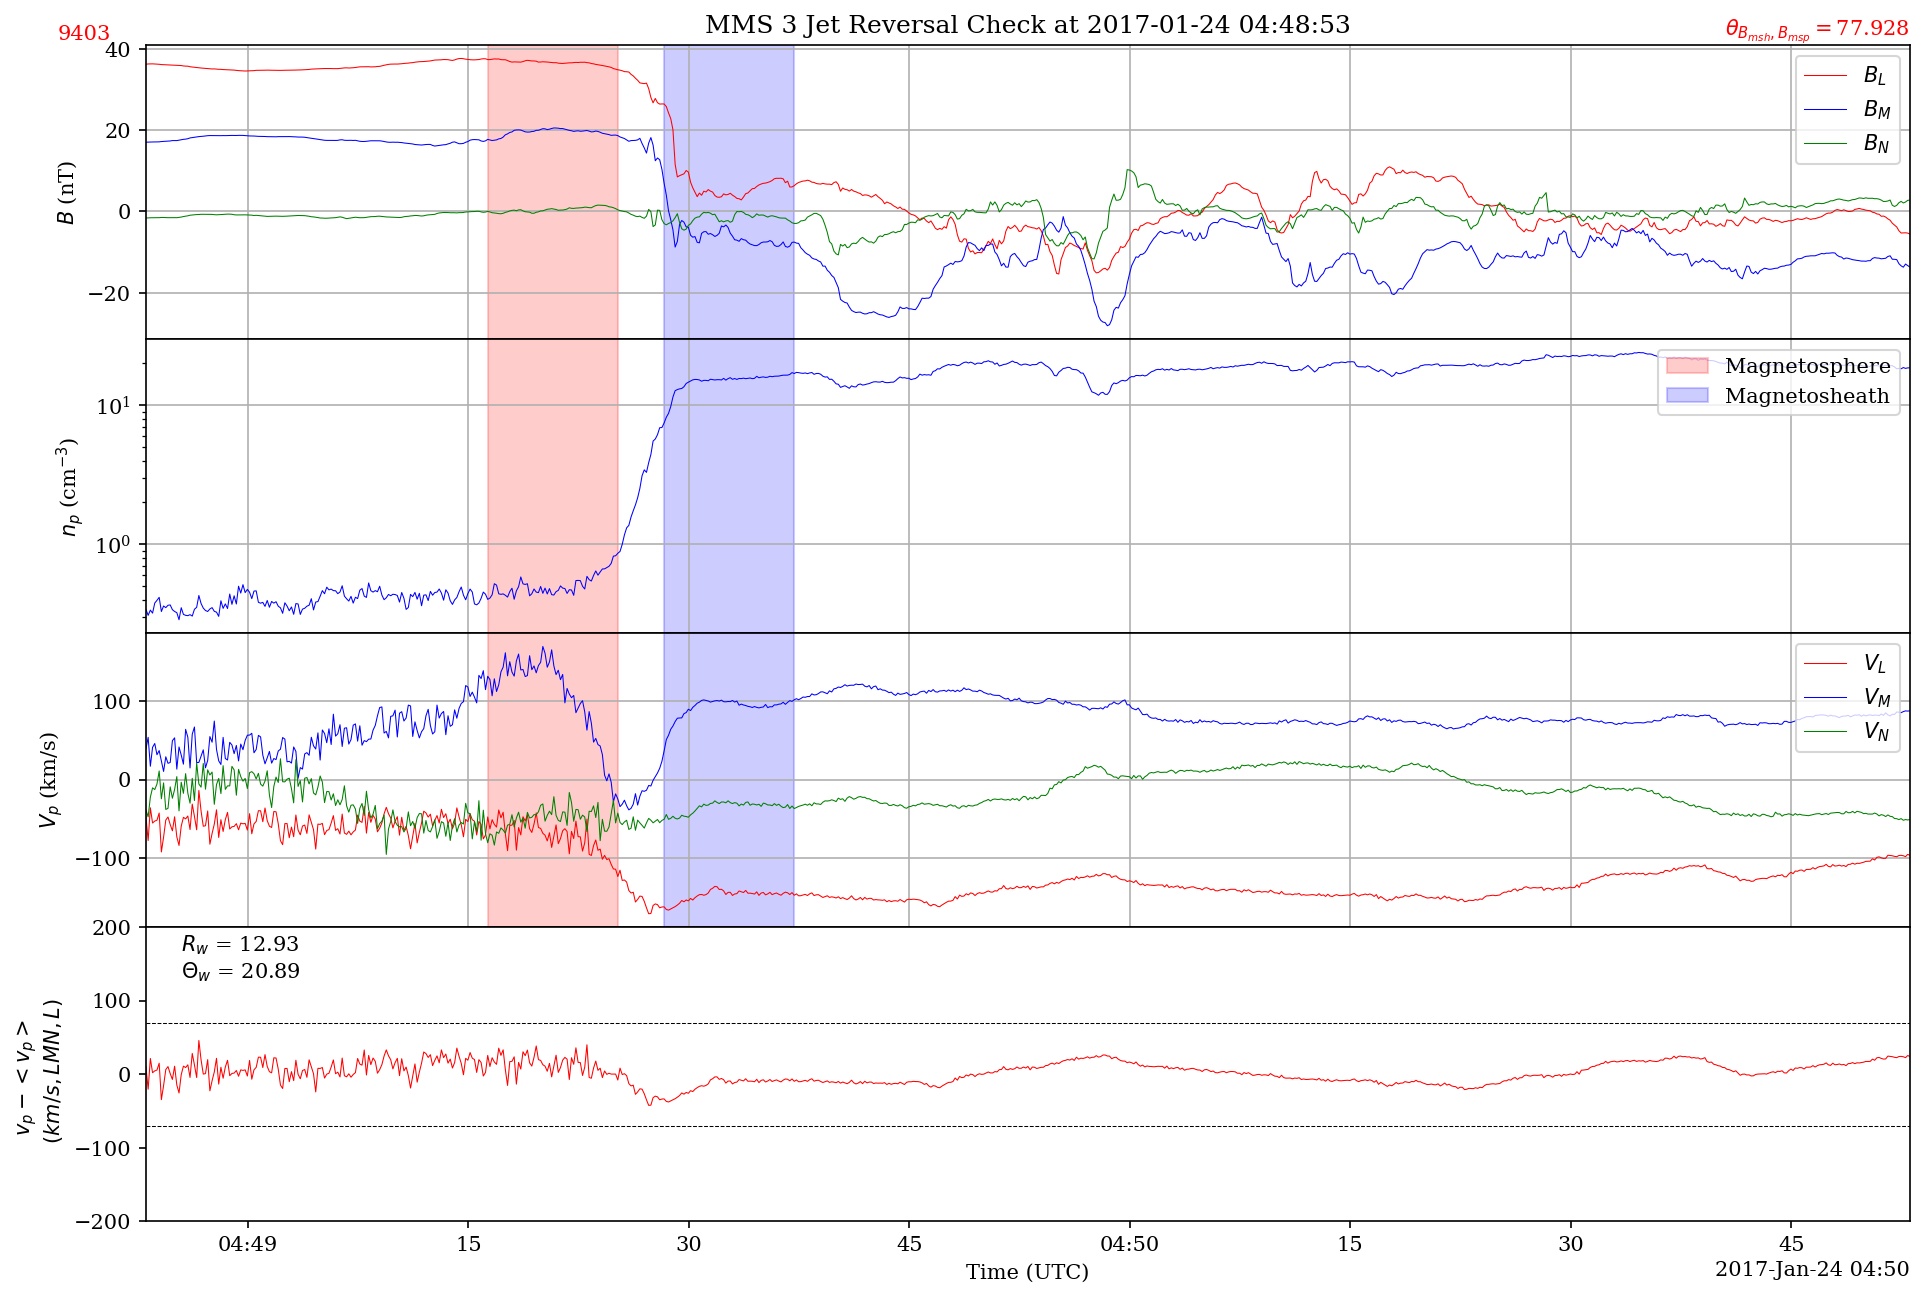 9403
MMS 3 Jet Reversal Check at 2017-01-24 04:48:53
θ_{B_{msh}, B_{msp}} = 77.928
B (nT)
40
20
0
−20
B_L
B_M
B_N
n_p (cm^{−3})
10^1
10^0
Magnetosphere
Magnetosheath
V_p (km/s)
100
0
−100
V_L
V_M
V_N
v_p − < v_p >
(km/s, LMN, L)
200
100
0
−100
−200
R_w = 12.93
Θ_w = 20.89
04:49
15
30
45
04:50
15
30
45
Time (UTC)
2017-Jan-24 04:50